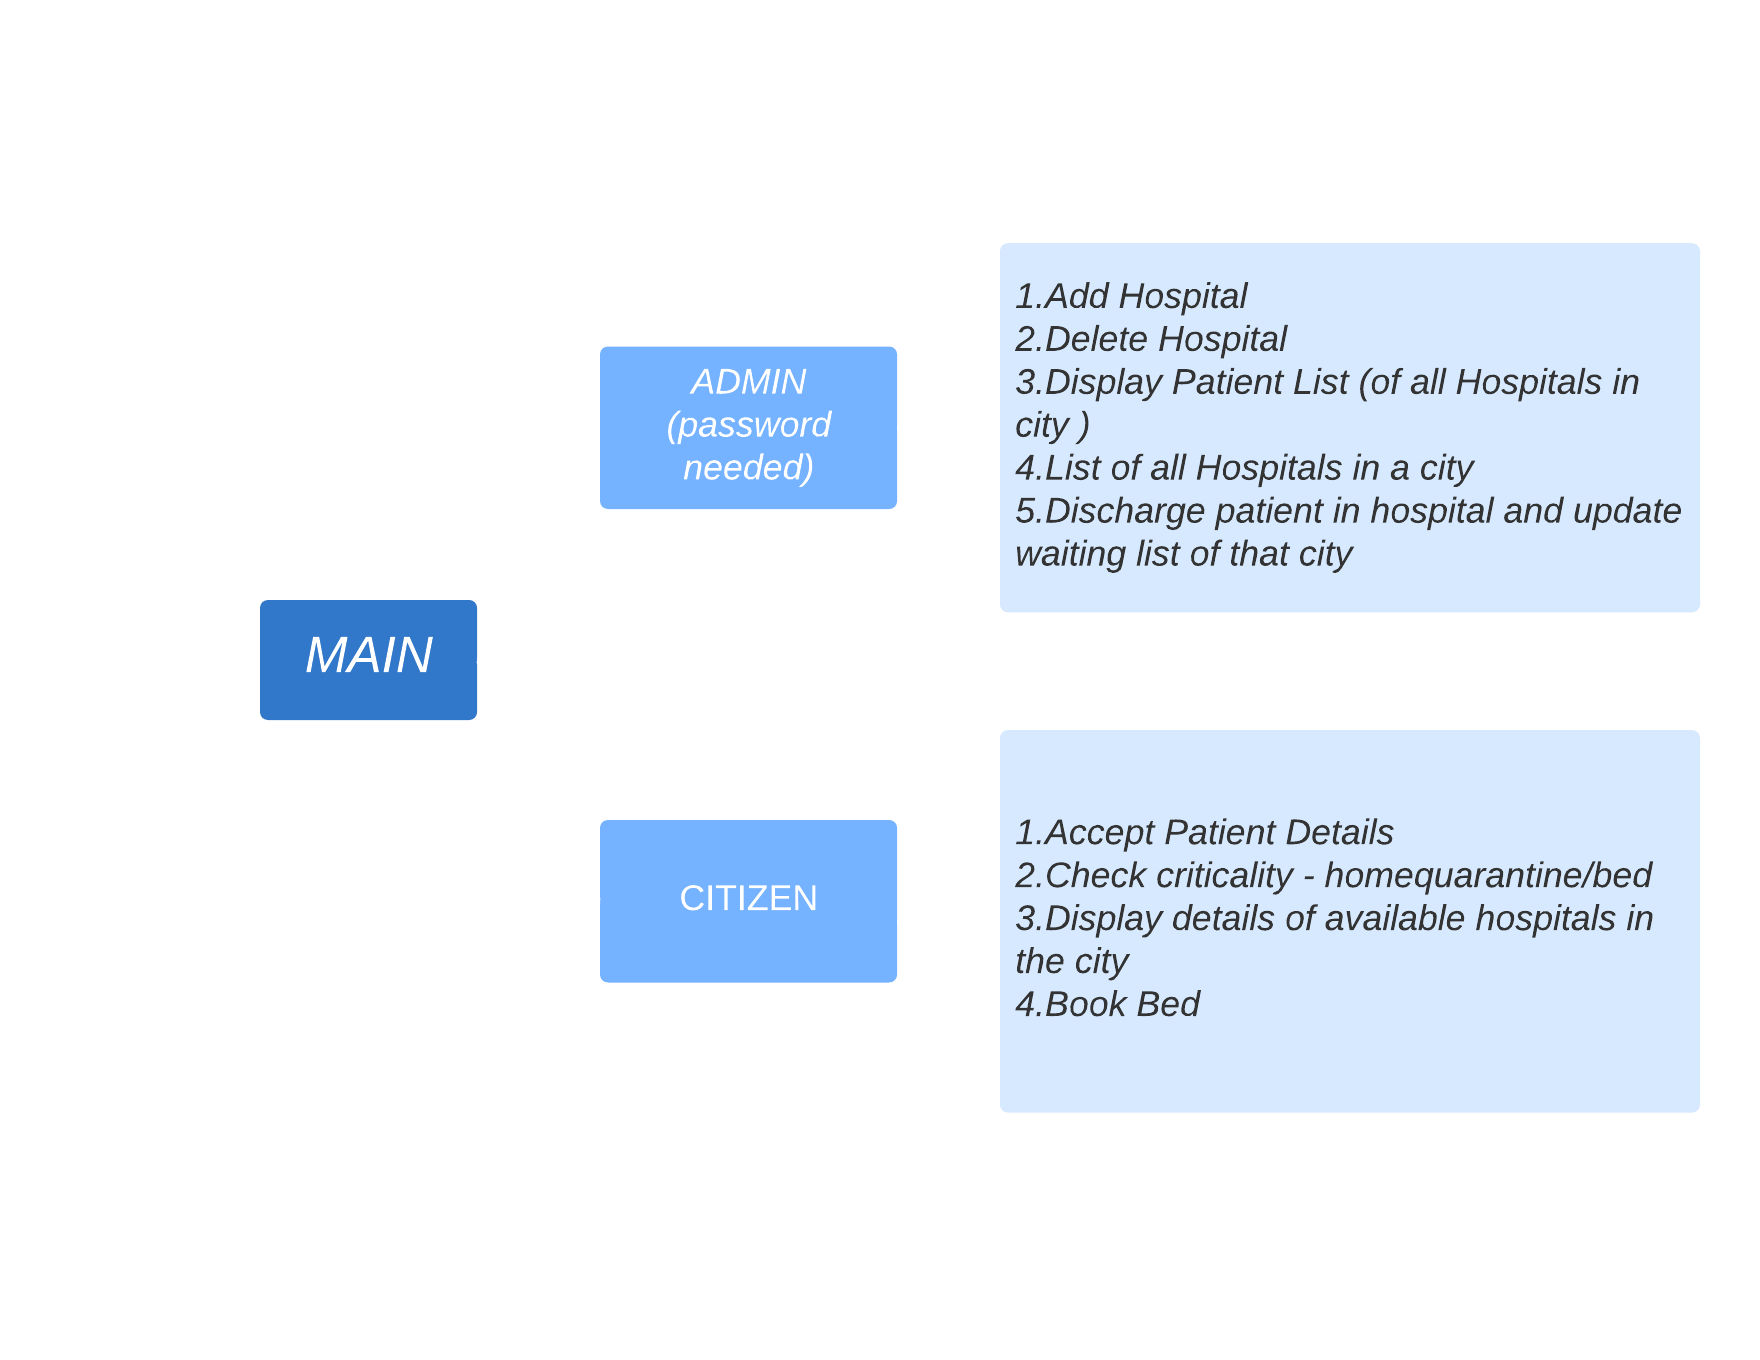 MAIN
ADMIN
(password
needed)
1.Add Hospital
2.Delete Hospital
3.Display Patient List (of all Hospitals in
city )
4.List of all Hospitals in a city
5.Discharge patient in hospital and update
waiting list of that city
CITIZEN
1.Accept Patient Details
2.Check criticality - homequarantine/bed
3.Display details of available hospitals in
the city
4.Book Bed